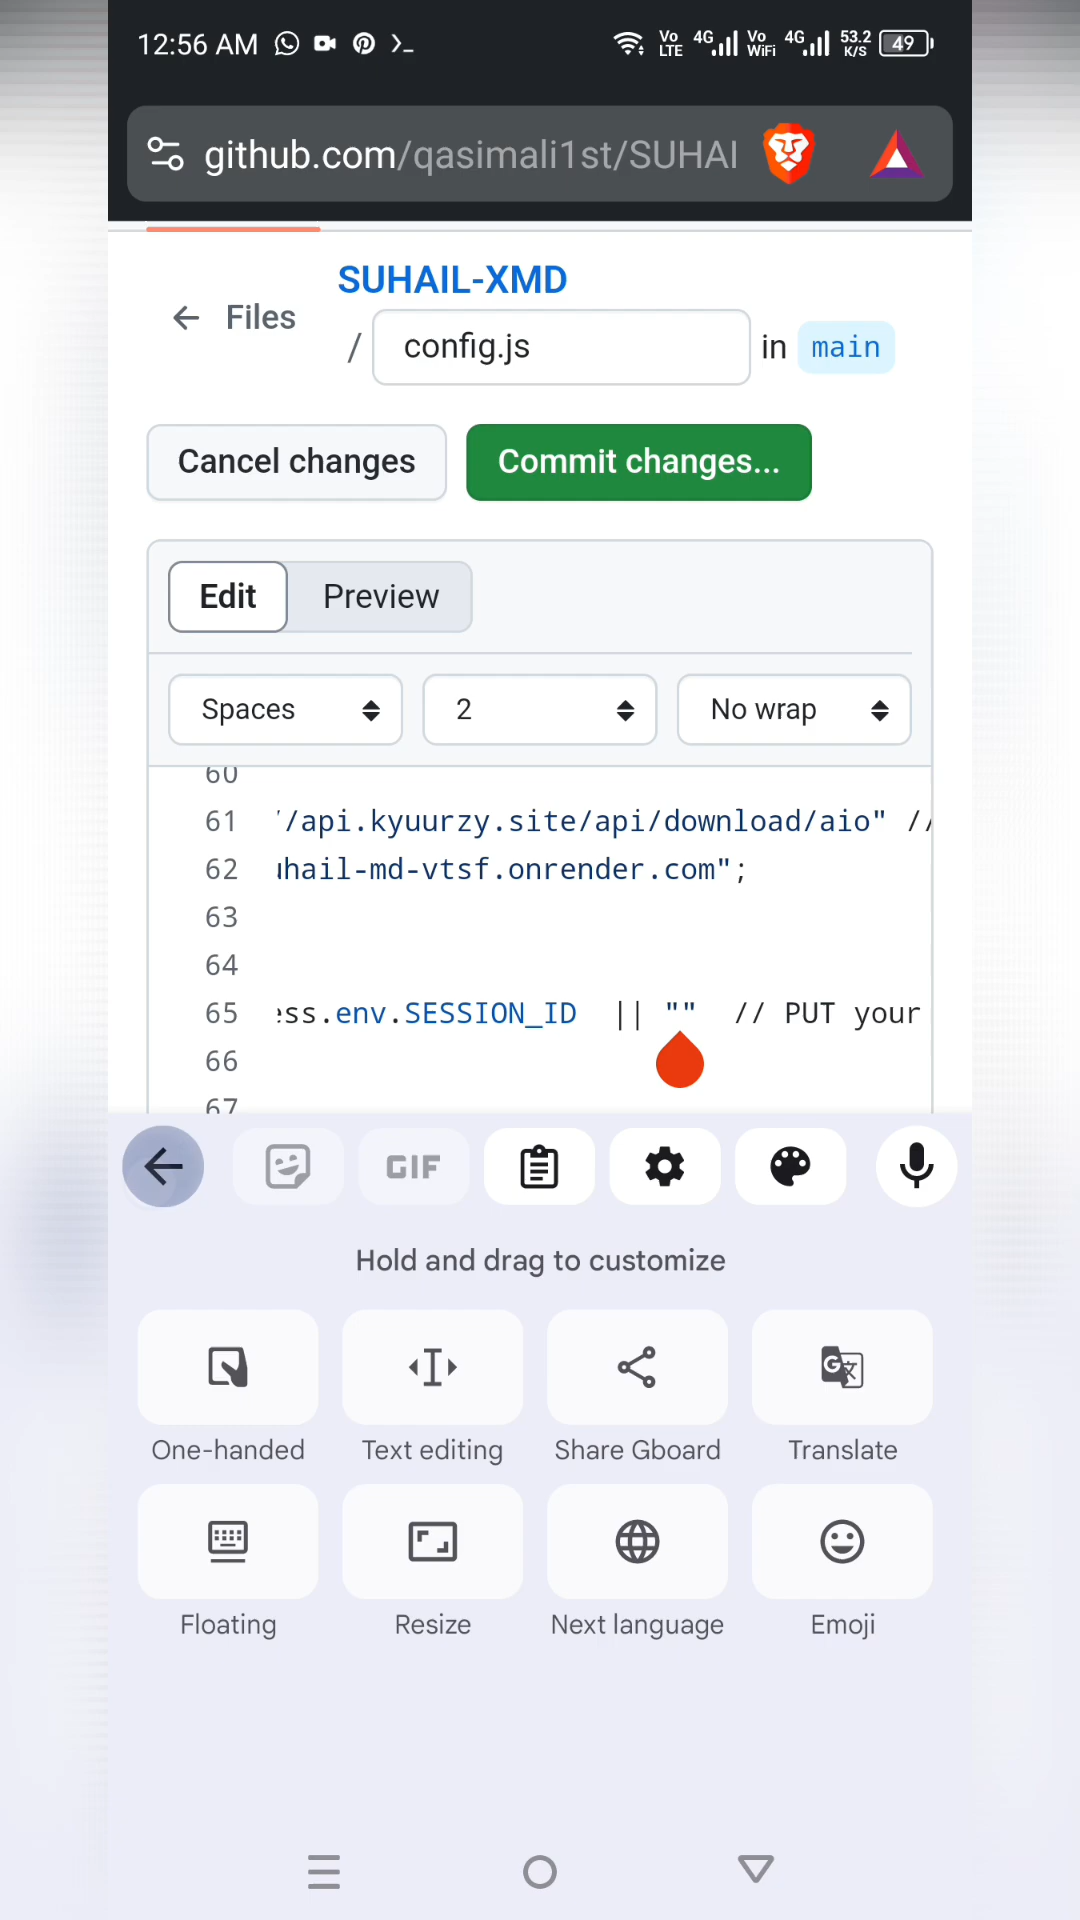 12:56 AM
Vo LTE 4G Vo WiFi 4G 53.2 K/S 49
github.com/qasimali1st/SUHAI
SUHAIL-XMD
← Files
/ config.js in main
Cancel changes Commit changes...
Edit Preview
Spaces 2 No wrap
60
61 "/api.kyuurzy.site/api/download/aio" //
62 uhail-md-vtsf.onrender.com";
63
64
65 ess.env.SESSION_ID || "" // PUT your
66
67
GIF
Hold and drag to customize
One-handed Text editing Share Gboard Translate
Floating Resize Next language Emoji